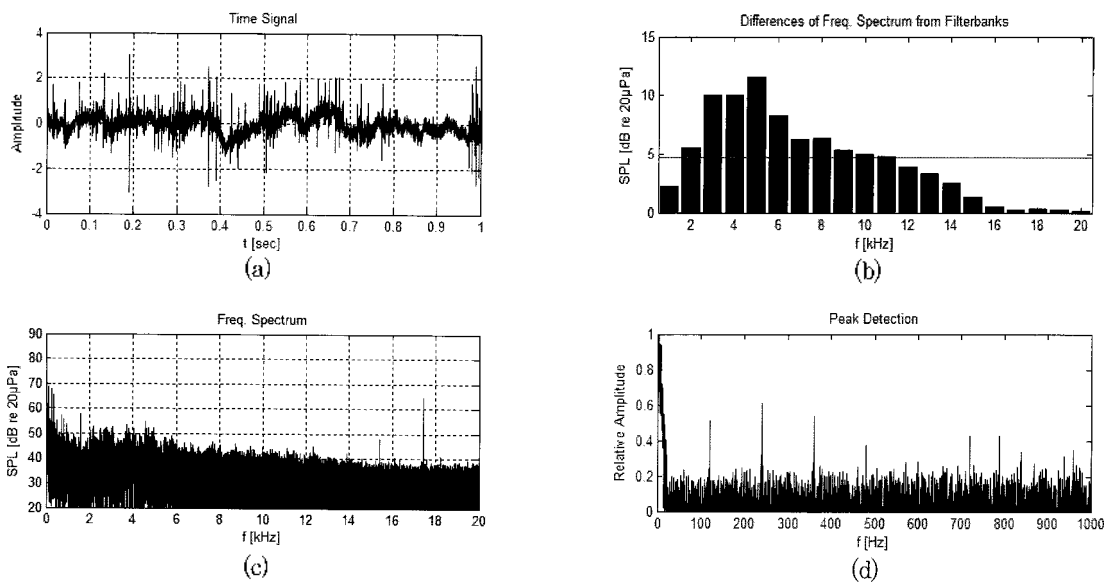 Time Signal
4
2
0
-2
-4
Amplitude
0 0.1 0.2 0.3 0.4 0.5 0.6 0.7 0.8 0.9 1
t [sec]
(a)
Differences of Freq. Spectrum from Filterbanks
15
10
5
0
SPL [dB re 20μPa]
2 4 6 8 10 12 14 16 18 20
f [kHz]
(b)
Freq. Spectrum
90
80
70
60
50
40
30
20
SPL [dB re 20μPa]
0 2 4 6 8 10 12 14 16 18 20
f [kHz]
(c)
Peak Detection
1
0.8
0.6
0.4
0.2
0
Relative Amplitude
0 100 200 300 400 500 600 700 800 900 1000
f [Hz]
(d)